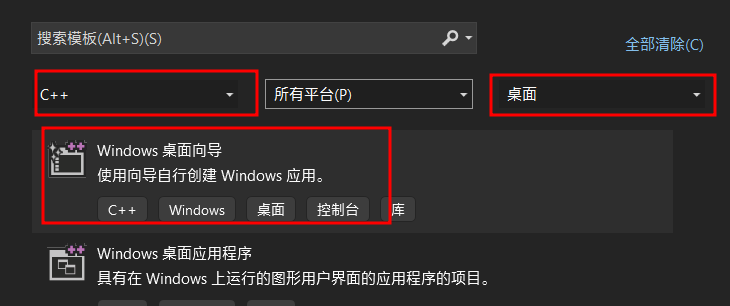 搜索模板(Alt+S)(S)
全部清除(C)
C++ 所有平台(P) 桌面
Windows 桌面向导
使用向导自行创建 Windows 应用。
C++ Windows 桌面 控制台 库
Windows 桌面应用程序
具有在 Windows 上运行的图形用户界面的应用程序的项目。